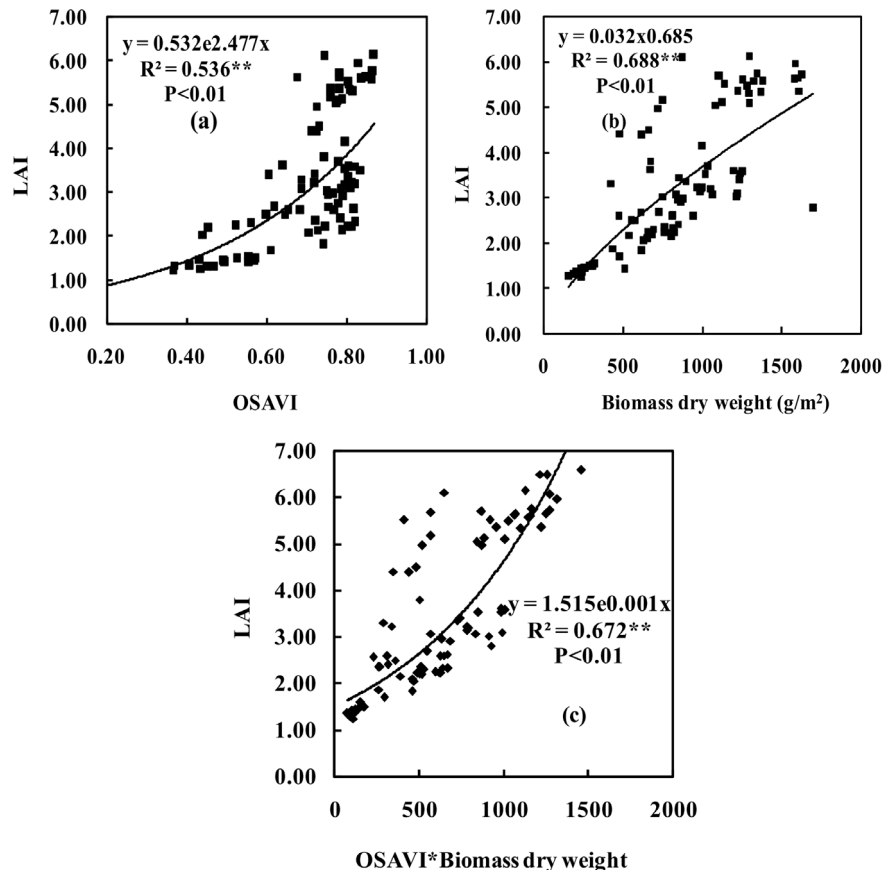 y = 0.532e2.477x
R² = 0.536**
P<0.01
(a)
LAI
7.00
6.00
5.00
4.00
3.00
2.00
1.00
0.00
0.20 0.40 0.60 0.80 1.00
OSAVI
y = 0.032x0.685
R² = 0.688**
P<0.01
(b)
LAI
7.00
6.00
5.00
4.00
3.00
2.00
1.00
0.00
0 500 1000 1500 2000
Biomass dry weight (g/m²)
7.00
6.00
5.00
4.00
3.00
2.00
1.00
0.00
LAI
y = 1.515e0.001x
R² = 0.672**
P<0.01
(c)
0 500 1000 1500 2000
OSAVI*Biomass dry weight